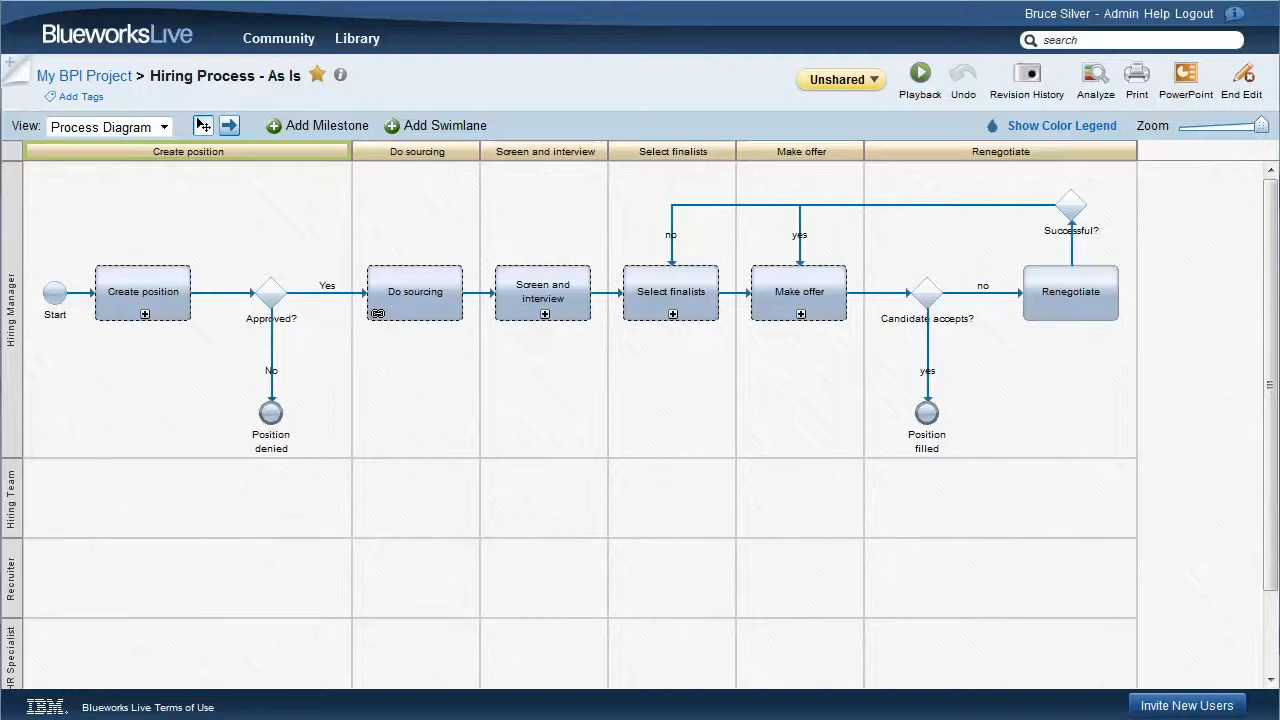 Bruce Silver - Admin Help Logout
BlueworksLive
Community
Library
search
My BPI Project > Hiring Process - As Is
Add Tags
Unshared
Playback
Undo
Revision History
Analyze
Print
PowerPoint
End Edit
View:
Process Diagram
Add Milestone
Add Swimlane
Show Color Legend
Zoom
Create position
Do sourcing
Screen and interview
Select finalists
Make offer
Renegotiate
Hiring Manager
no
yes
Successful?
Start
Create position
Yes
Approved?
Do sourcing
Screen and
interview
Select finalists
Make offer
no
Candidate accepts?
Renegotiate
No
yes
Position
denied
Position
filled
Hiring Team
Recruiter
HR Specialist
IBM.
Blueworks Live Terms of Use
Invite New Users